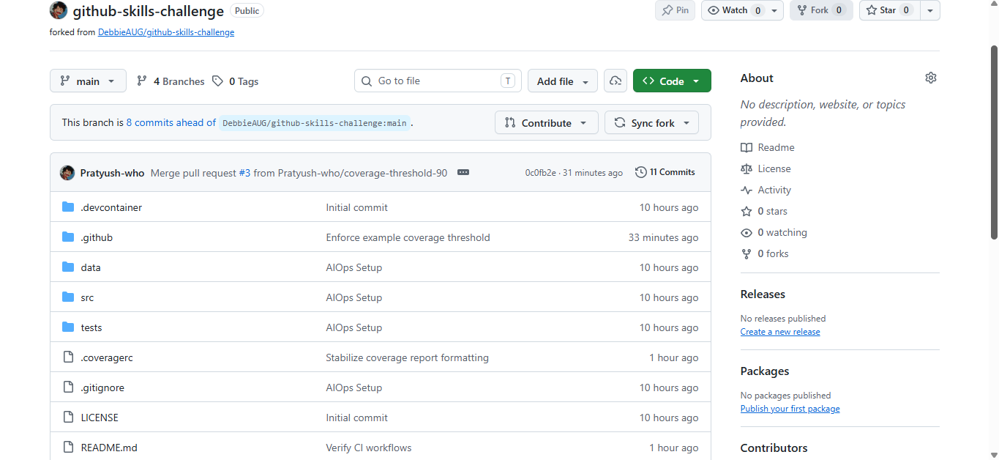 github-skills-challenge Public Pin Watch 0 Fork 0 Star 0
forked from DebbieAUG/github-skills-challenge
main 4 Branches 0 Tags Go to file T Add file Code
This branch is 8 commits ahead of DebbieAUG/github-skills-challenge:main . Contribute Sync fork
Pratyush-who Merge pull request #3 from Pratyush-who/coverage-threshold-90 0c0fb2e · 31 minutes ago 11 Commits
.devcontainer Initial commit 10 hours ago
.github Enforce example coverage threshold 33 minutes ago
data AIOps Setup 10 hours ago
src AIOps Setup 10 hours ago
tests AIOps Setup 10 hours ago
.coveragerc Stabilize coverage report formatting 1 hour ago
.gitignore AIOps Setup 10 hours ago
LICENSE Initial commit 10 hours ago
README.md Verify CI workflows 1 hour ago
About
No description, website, or topics
provided.
Readme
License
Activity
0 stars
0 watching
0 forks
Releases
No releases published
Create a new release
Packages
No packages published
Publish your first package
Contributors